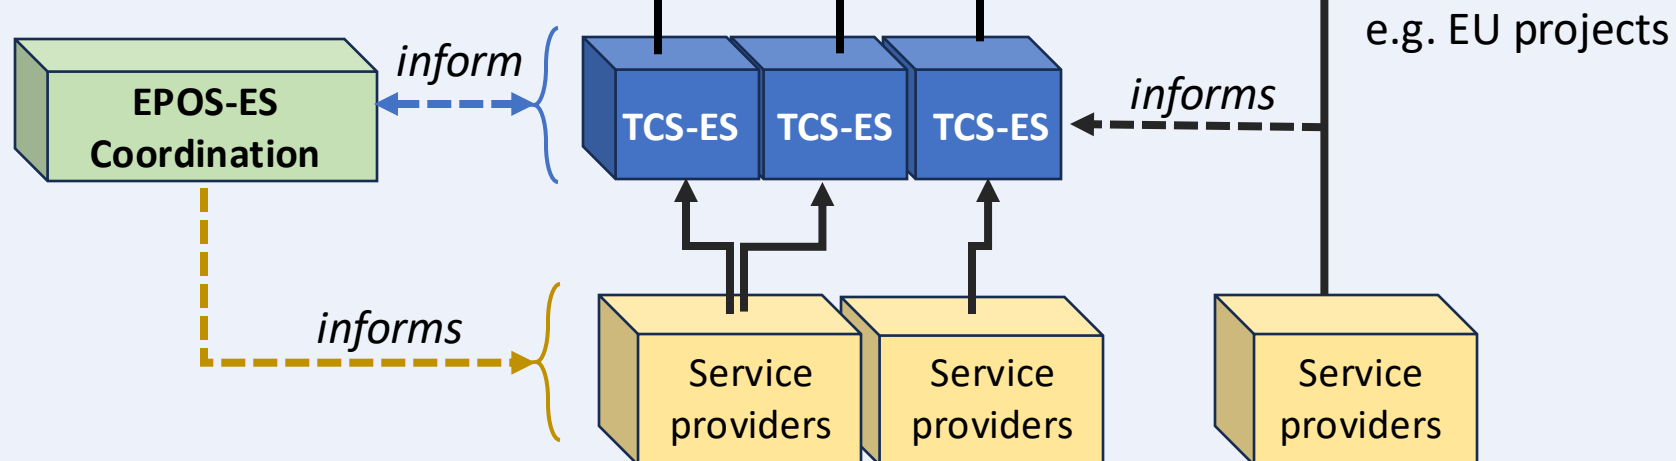 e.g. EU projects
inform
EPOS-ES
Coordination
TCS-ES
TCS-ES
TCS-ES
informs
informs
Service
providers
Service
providers
Service
providers